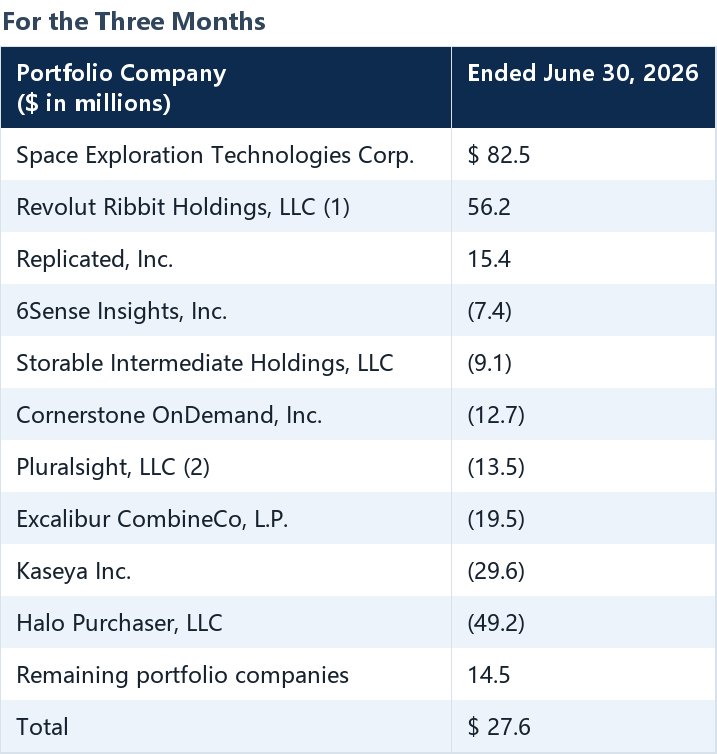 For the Three Months
Portfolio Company Ended June 30, 2026
($ in millions)
Space Exploration Technologies Corp. $ 82.5
Revolut Ribbit Holdings, LLC (1) 56.2
Replicated, Inc. 15.4
6Sense Insights, Inc. (7.4)
Storable Intermediate Holdings, LLC (9.1)
Cornerstone OnDemand, Inc. (12.7)
Pluralsight, LLC (2) (13.5)
Excalibur CombineCo, L.P. (19.5)
Kaseya Inc. (29.6)
Halo Purchaser, LLC (49.2)
Remaining portfolio companies 14.5
Total $ 27.6